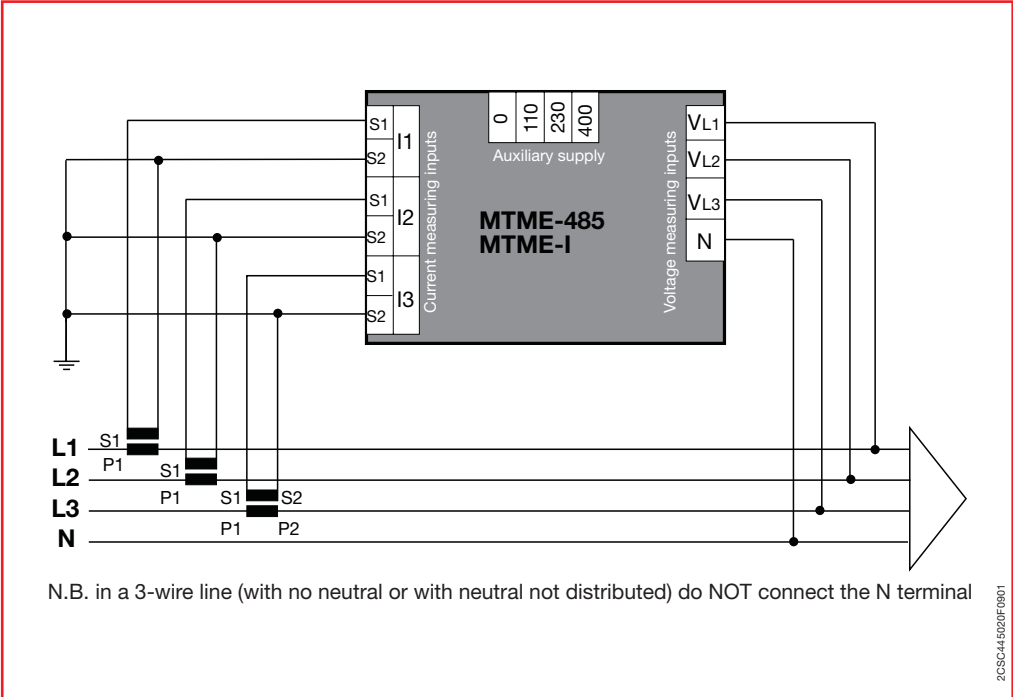 0 110 230 400
Auxiliary supply
S1
I1
S2
S1
I2
S2
S1
I3
S2
Current measuring inputs
MTME-485
MTME-I
Voltage measuring inputs
VL1
VL2
VL3
N
L1
S1
P1
L2
S1
P1
L3
S1 S2
P1 P2
N
N.B. in a 3-wire line (with no neutral or with neutral not distributed) do NOT connect the N terminal
2CSC445020F0901